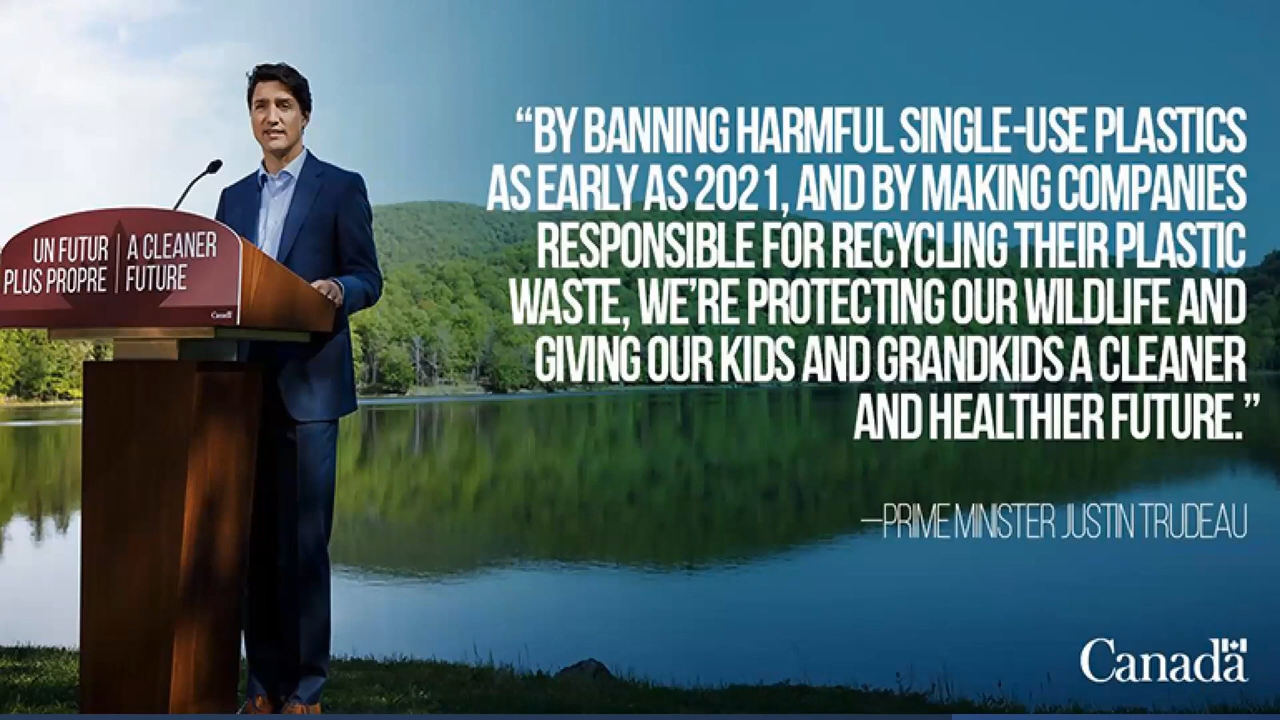 UN FUTUR
PLUS PROPRE
A CLEANER
FUTURE
Canada
“BY BANNING HARMFUL SINGLE-USE PLASTICS
AS EARLY AS 2021, AND BY MAKING COMPANIES
RESPONSIBLE FOR RECYCLING THEIR PLASTIC
WASTE, WE’RE PROTECTING OUR WILDLIFE AND
GIVING OUR KIDS AND GRANDKIDS A CLEANER
AND HEALTHIER FUTURE.”
—PRIME MINISTER JUSTIN TRUDEAU
Canada